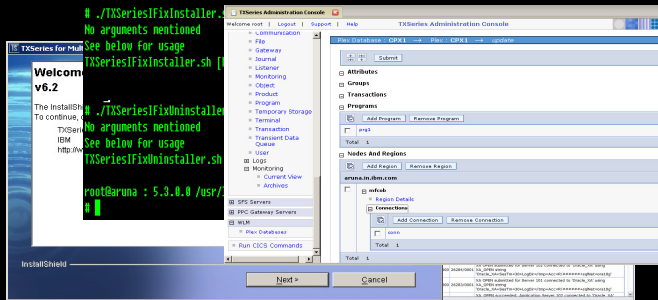 # ./TXSeriesIFixInstaller.s
No arguments mentioned
See below for usage
TXSeriesIFixInstaller.sh [
# ./TXSeriesIFixUninstaller
No arguments mentioned
See below for usage
TXSeriesIFixUninstaller.sh
root@aruna : 5.3.0.0 /usr/
#
TXSeries for Mult
Welcom
v6.2
The InstallShi
To continue, c
TXSerie
IBM
http://w
InstallShield
Next >
Cancel
TXSeries Administration Console
Welcome root | Logout | Support | Help
TXSeries Administration Console
Communication
File
Gateway
Journal
Listener
Monitoring
Object
Product
Program
Temporary Storage
Terminal
Transaction
Transient Data
Queue
User
Logs
Monitoring
Current View
Archives
SFS Servers
PPC Gateway Servers
WLM
Plex Databases
Run CICS Commands
Plex Database : CPX1 → Plex : CPX1 → update
Submit
Attributes
Groups
Transactions
Programs
Add Program Remove Program
prg1
Total 1
Nodes And Regions
Add Region Remove Region
aruna.in.ibm.com
mfcob
Region Details
Connections
Add Connection Remove Connection
conn
Total 1
Total 1